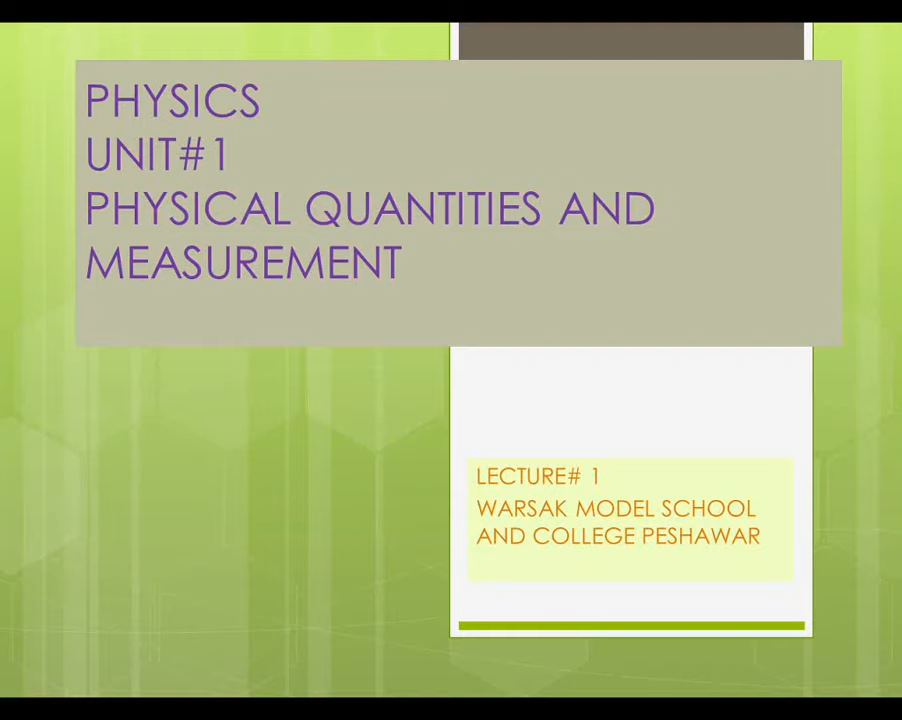 PHYSICS
UNIT#1
PHYSICAL QUANTITIES AND
MEASUREMENT
LECTURE# 1
WARSAK MODEL SCHOOL
AND COLLEGE PESHAWAR